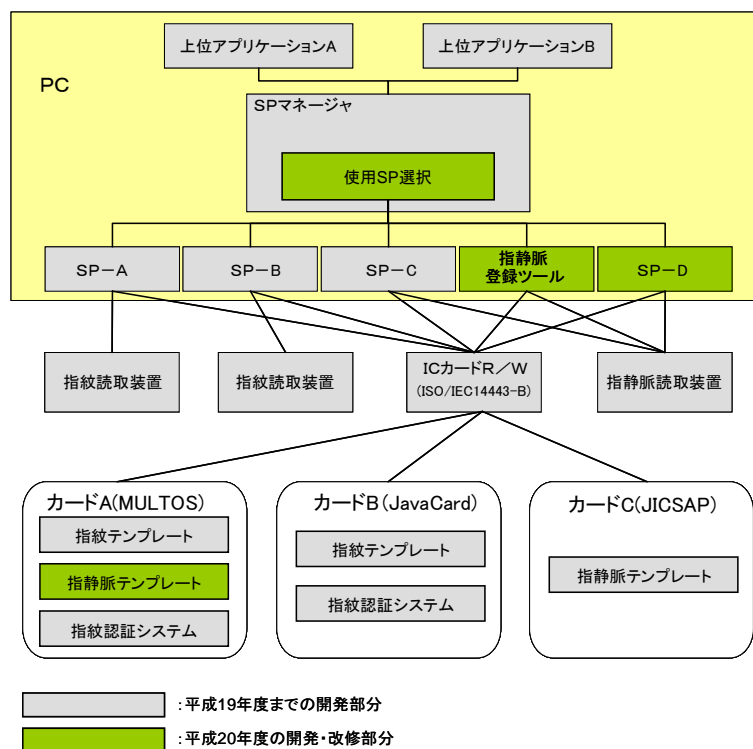 上位アプリケーションA
上位アプリケーションB
PC
SPマネージャ
使用SP選択
SP－A
SP－B
SP－C
指静脈
登録ツール
SP－D
指紋読取装置
指紋読取装置
ICカードR／W
(ISO/IEC14443-B)
指静脈読取装置
カードA(MULTOS)
指紋テンプレート
指静脈テンプレート
指紋認証システム
カードB(JavaCard)
指紋テンプレート
指紋認証システム
カードC(JICSAP)
指静脈テンプレート
：平成19年度までの開発部分
：平成20年度の開発・改修部分